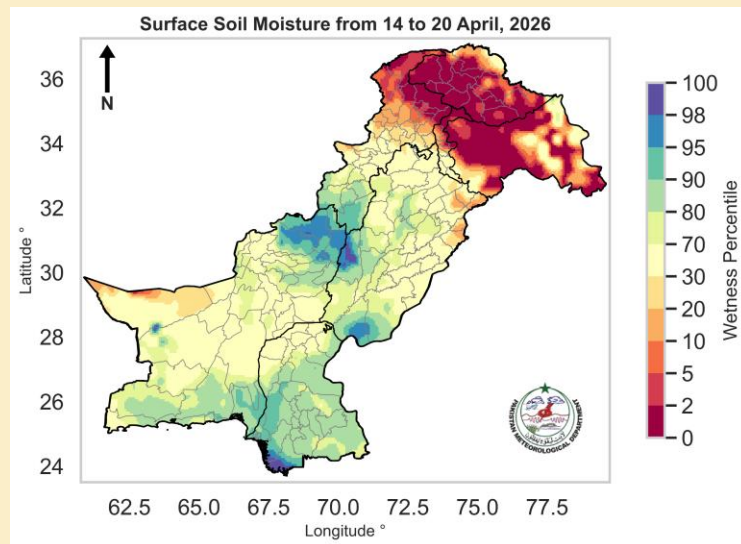 Surface Soil Moisture from 14 to 20 April, 2026
36
34
32
30
28
26
24
Latitude °
N
62.5 65.0 67.5 70.0 72.5 75.0 77.5
Longitude °
100
98
95
90
80
70
30
20
10
5
2
0
Wetness Percentile
PAKISTAN METEOROLOGICAL DEPARTMENT